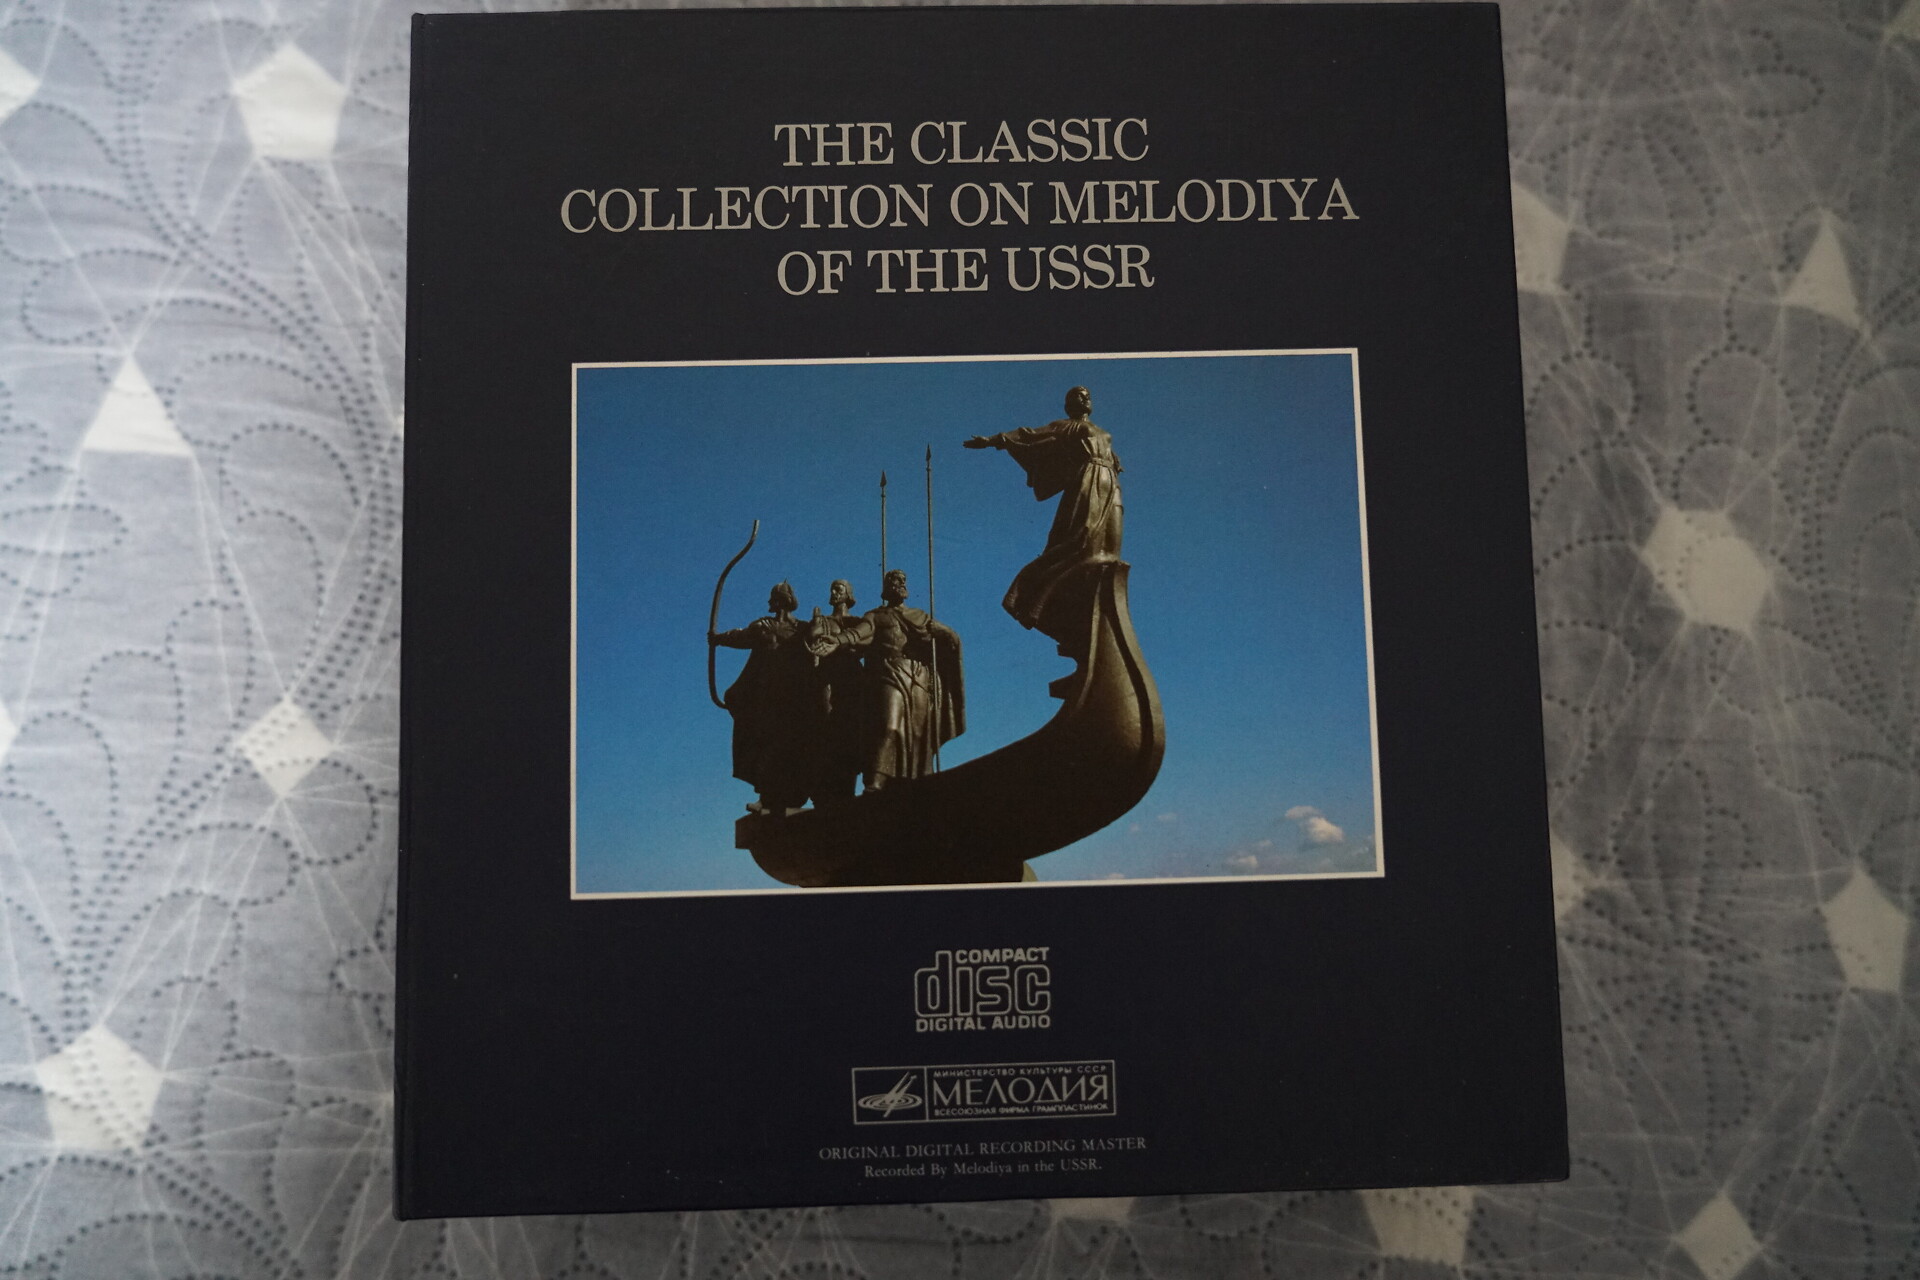 THE CLASSIC
COLLECTION ON MELODIYA
OF THE USSR
COMPACT
disc
DIGITAL AUDIO
МИНИСТЕРСТВО КУЛЬТУРЫ СССР
МЕЛОДИЯ
ВСЕСОЮЗНАЯ ФИРМА ГРАМПЛАСТИНОК
ORIGINAL DIGITAL RECORDING MASTER
Recorded By Melodiya in the USSR.